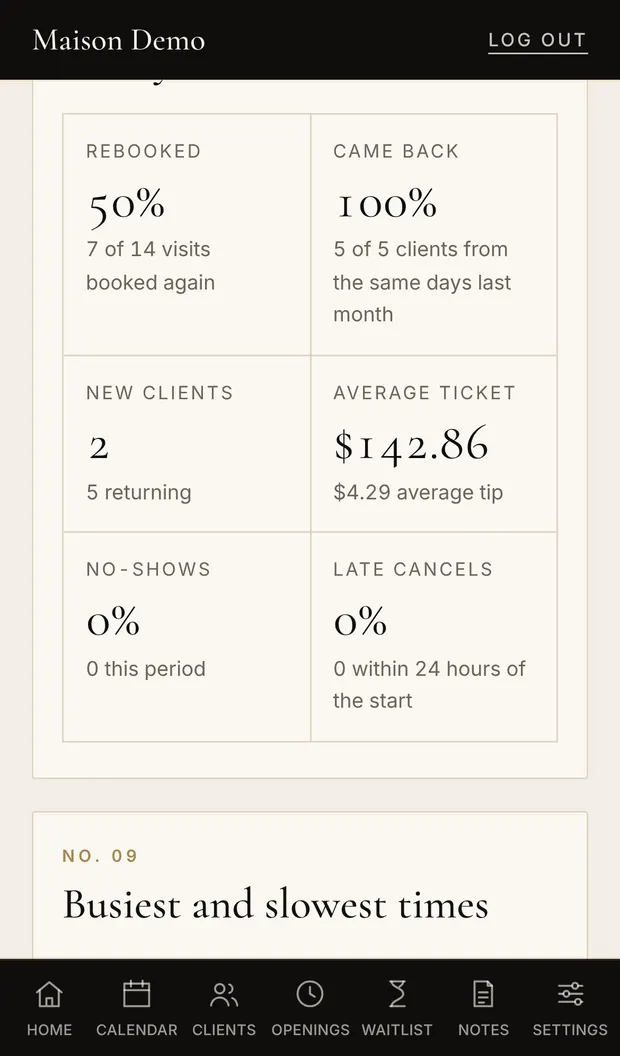 Maison Demo
LOG OUT
REBOOKED
50%
7 of 14 visits
booked again
CAME BACK
100%
5 of 5 clients from
the same days last
month
NEW CLIENTS
2
5 returning
AVERAGE TICKET
$142.86
$4.29 average tip
NO-SHOWS
0%
0 this period
LATE CANCELS
0%
0 within 24 hours of
the start
NO. 09
Busiest and slowest times
HOME
CALENDAR
CLIENTS
OPENINGS
WAITLIST
NOTES
SETTINGS